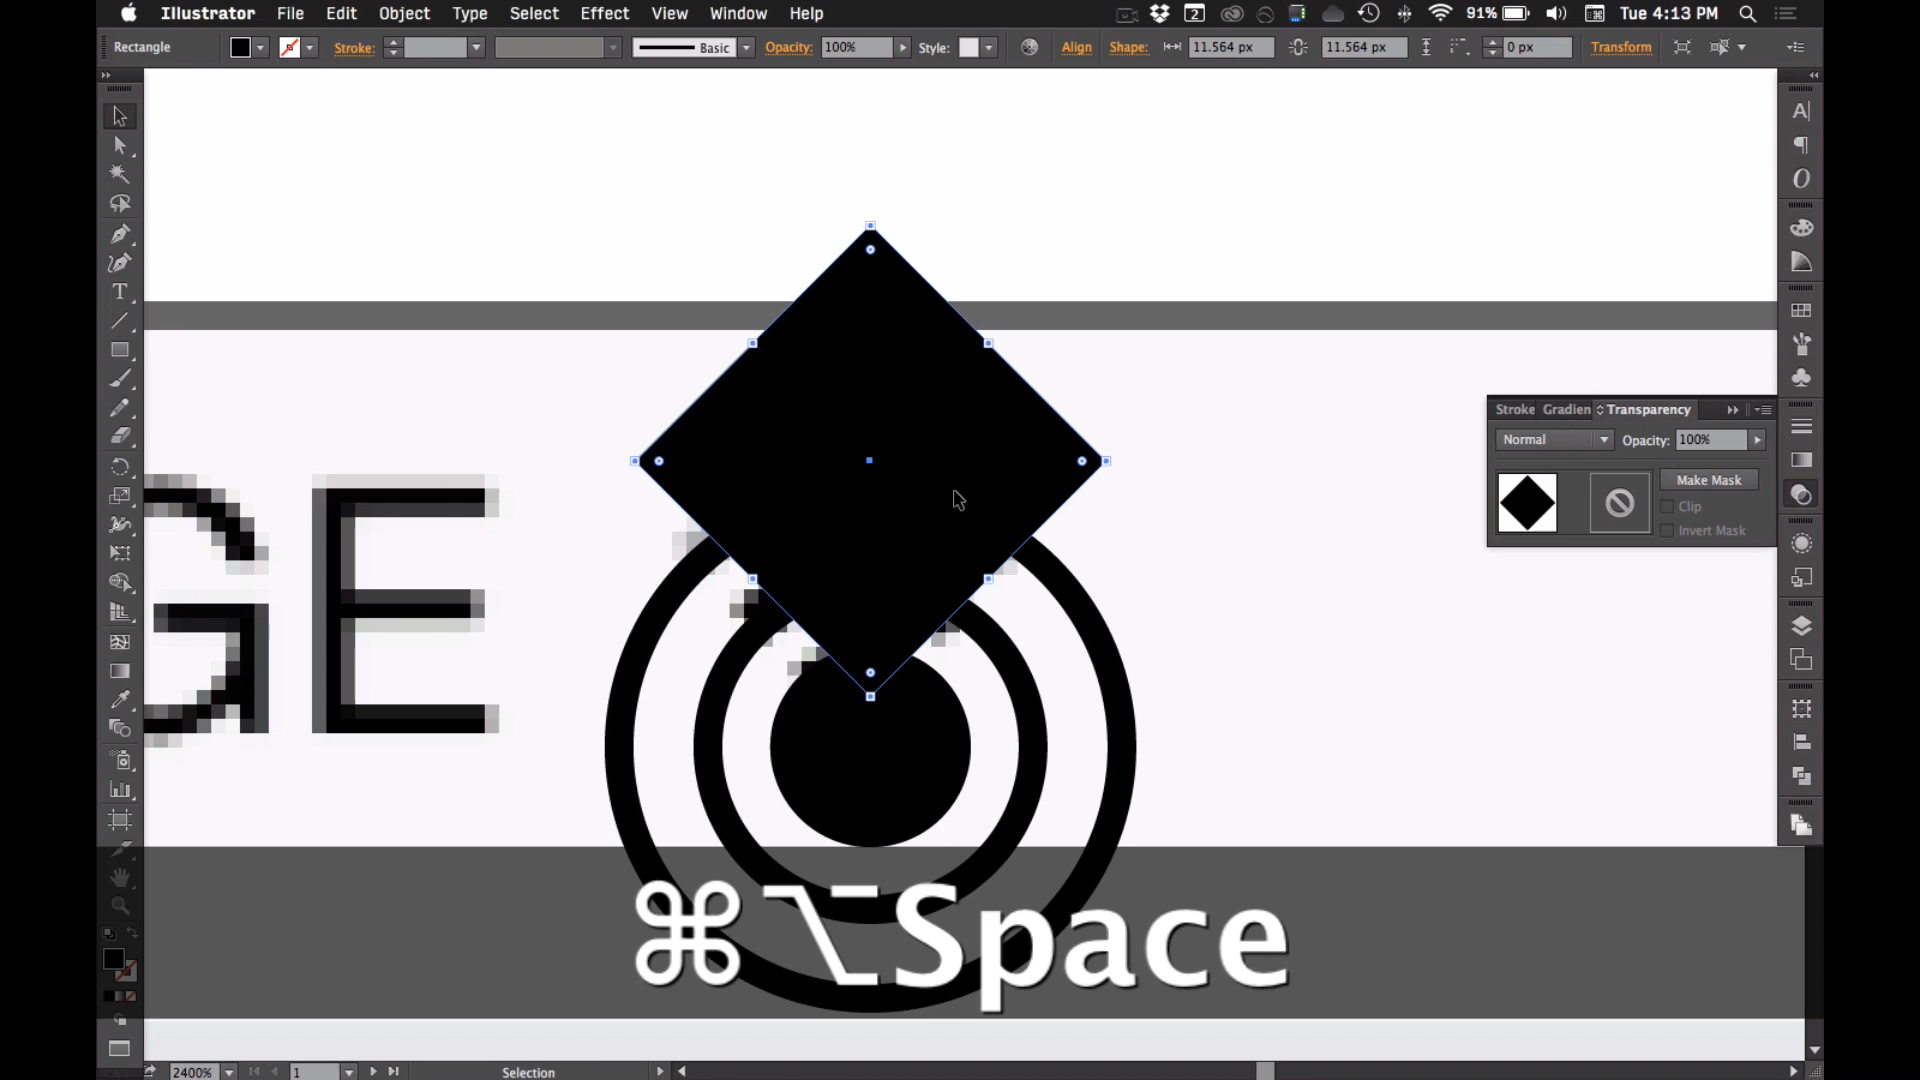 Illustrator File Edit Object Type Select Effect View Window Help 2 91% Tue 4:13 PM
Rectangle Stroke: Basic Opacity: 100% Style: Align Shape: 11.564 px 11.564 px 0 px Transform
Stroke Gradien Transparency
Normal Opacity: 100%
Make Mask
Clip
Invert Mask
GE
⌘⌥Space
2400% 1 Selection